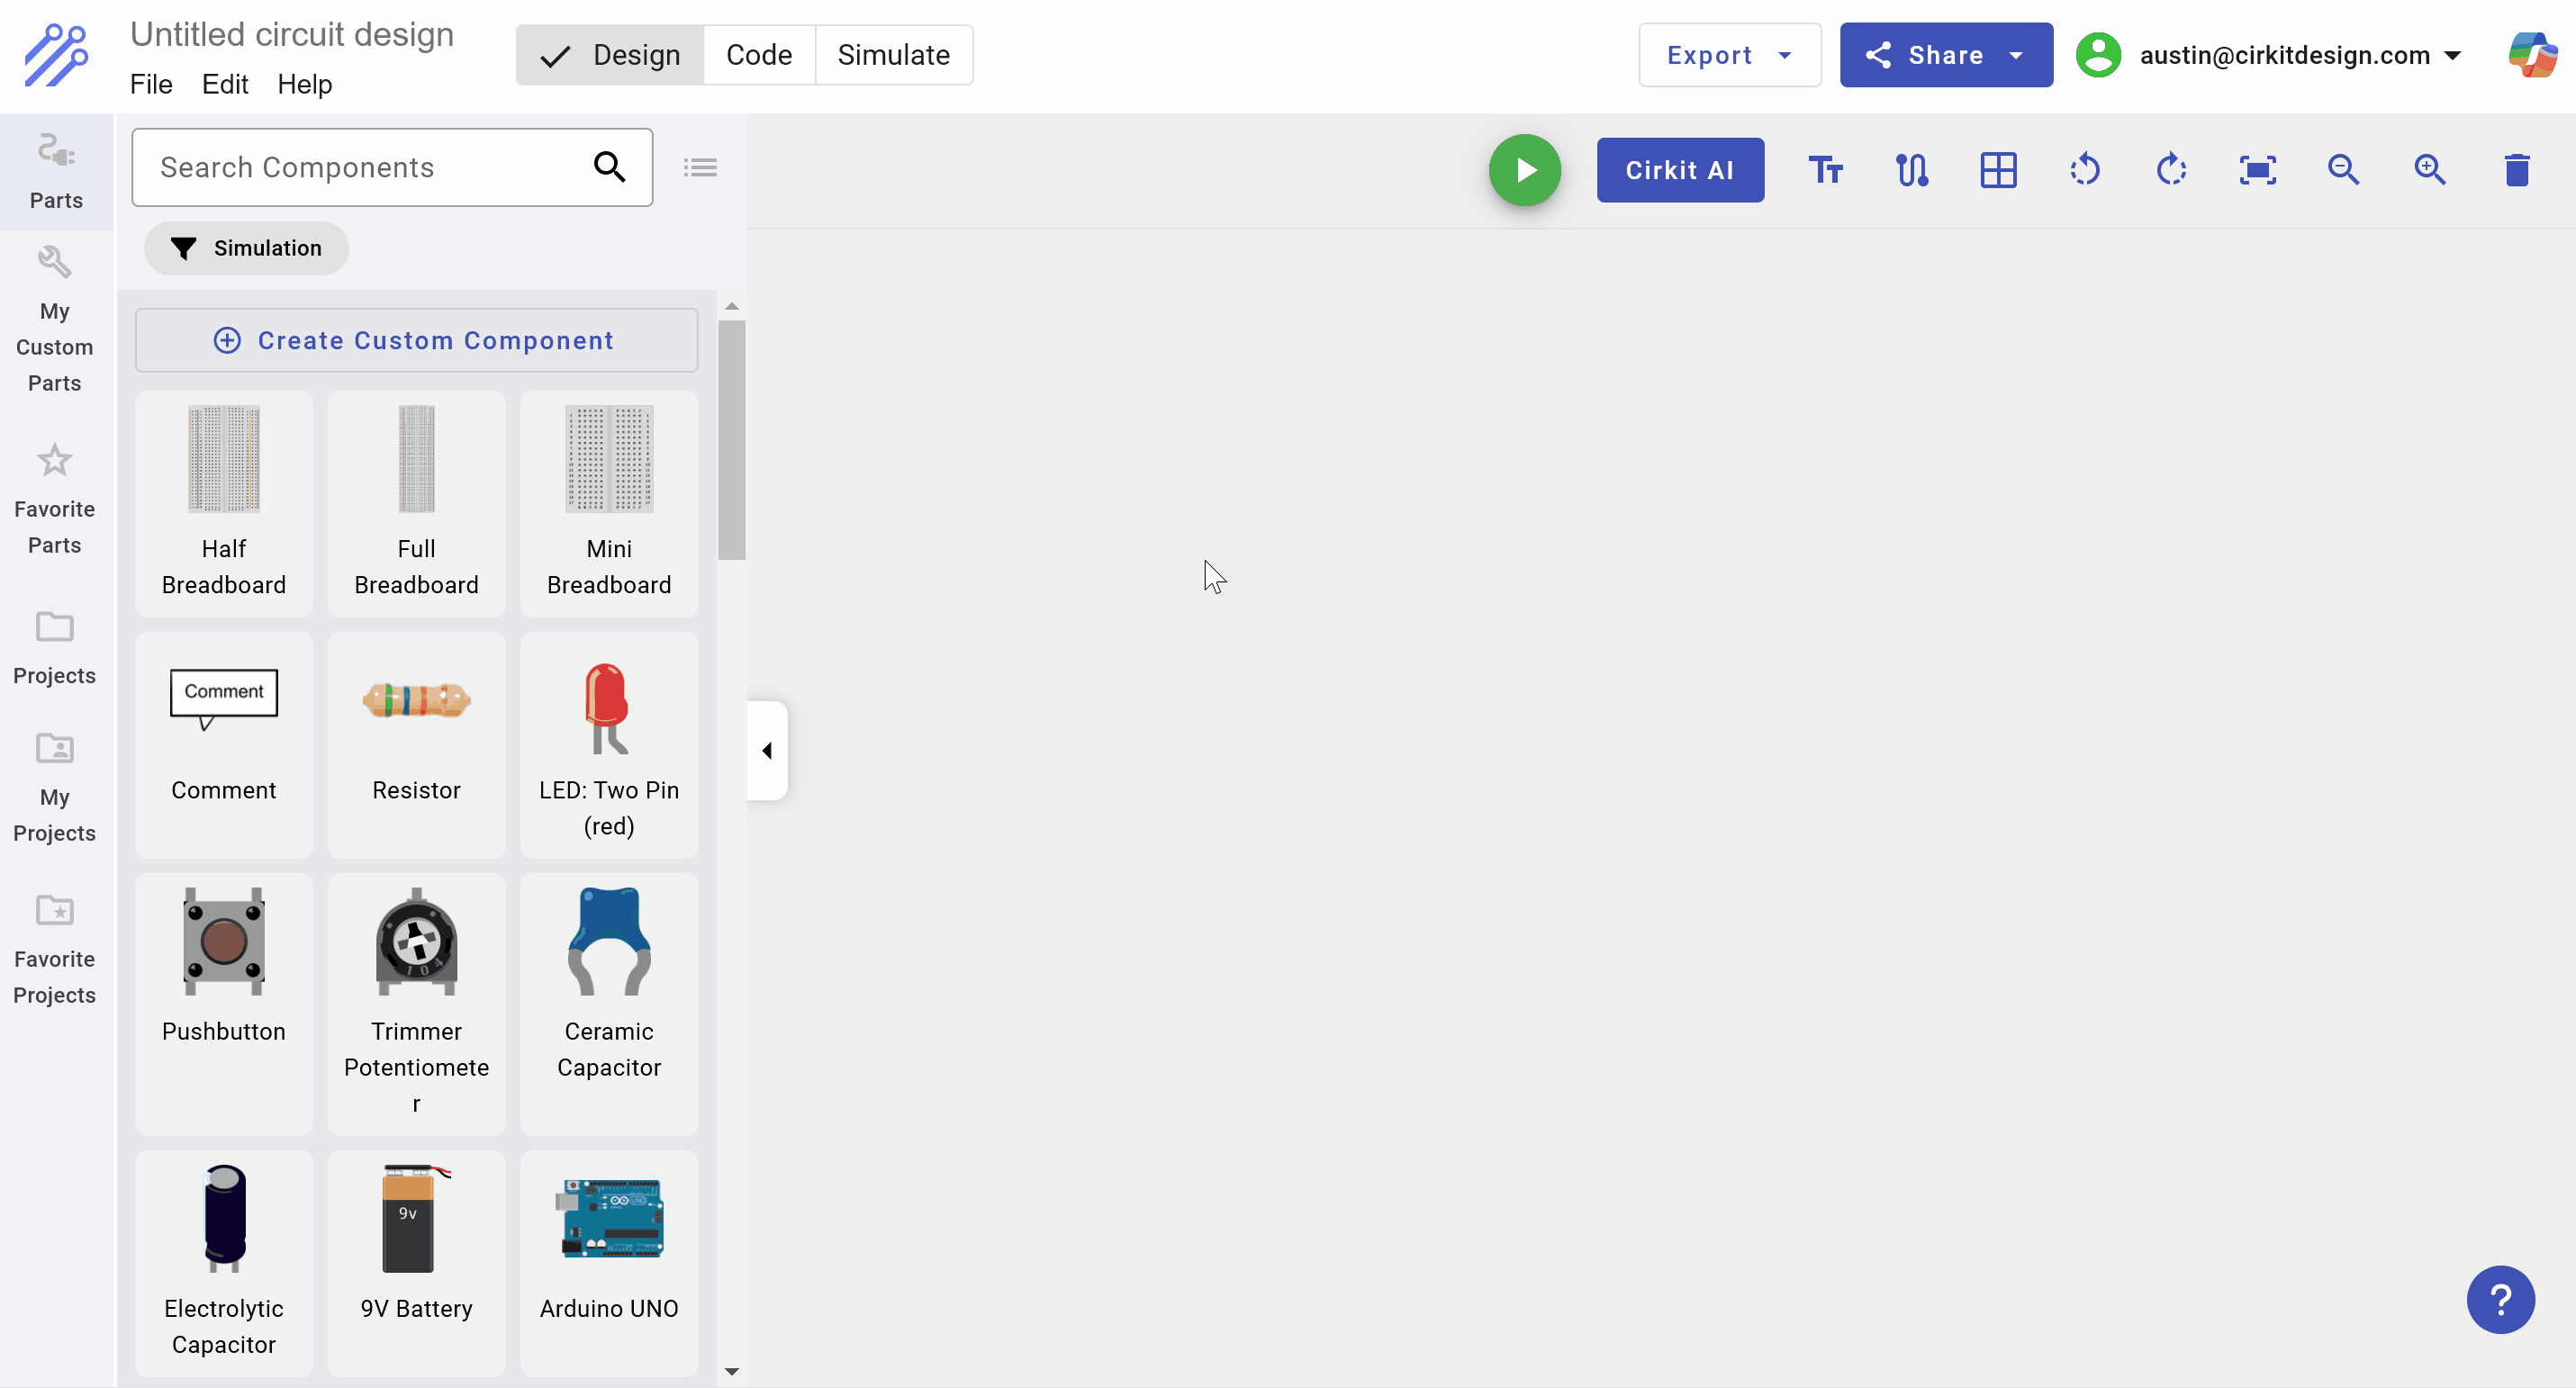 Untitled circuit design
File Edit Help
Design Code Simulate
Export Share austin@cirkitdesign.com
Parts
My
Custom
Parts
Favorite
Parts
Projects
My
Projects
Favorite
Projects
Search Components
Simulation
Cirkit AI
Create Custom Component
Half
Breadboard
Full
Breadboard
Mini
Breadboard
Comment
Comment
Resistor
LED: Two Pin
(red)
Pushbutton
104
Trimmer
Potentiomete
r
Ceramic
Capacitor
Electrolytic
Capacitor
9v
9V Battery
Arduino UNO
?